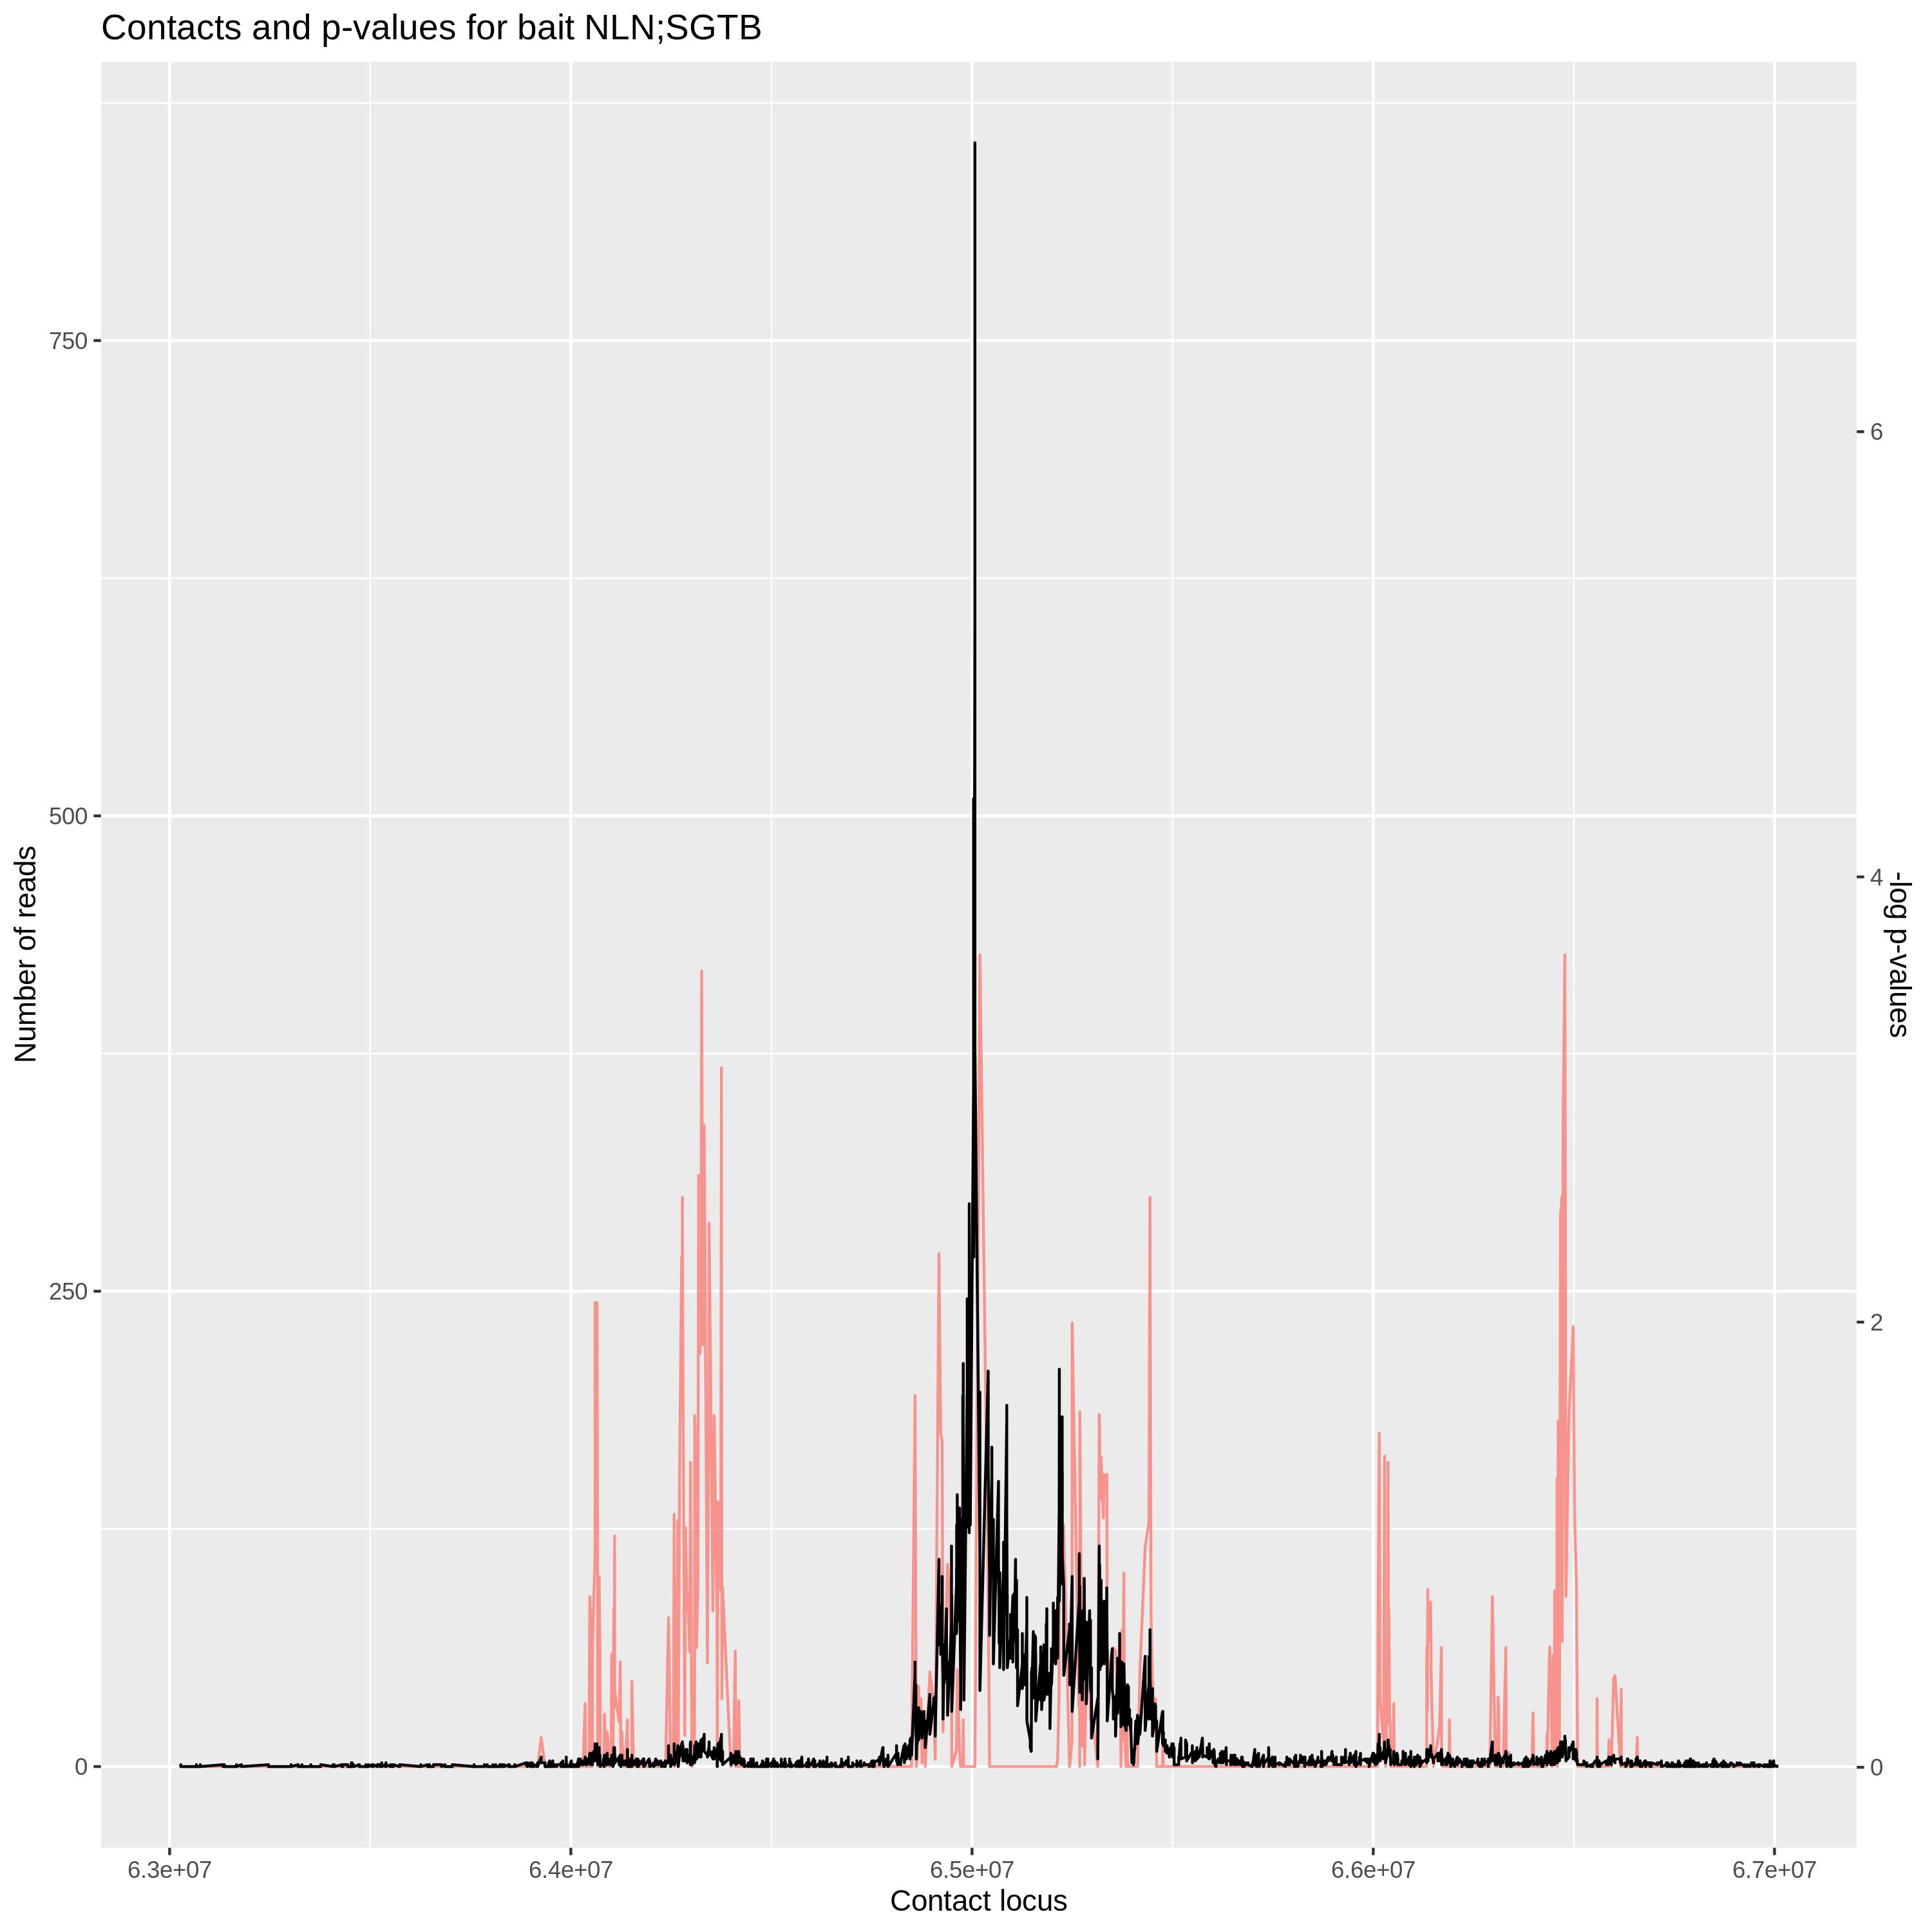 Contacts and p-values for bait NLN;SGTB
750
500
250
0
6
4
2
0
Number of reads
-log p-values
6.3e+07
6.4e+07
6.5e+07
6.6e+07
6.7e+07
Contact locus